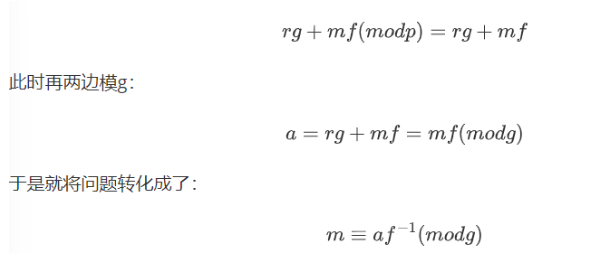 rg + mf(modp) = rg + mf
此时再两边模g：
a = rg + mf = mf(modg)
于是就将问题转化成了：
m ≡ af⁻¹(modg)